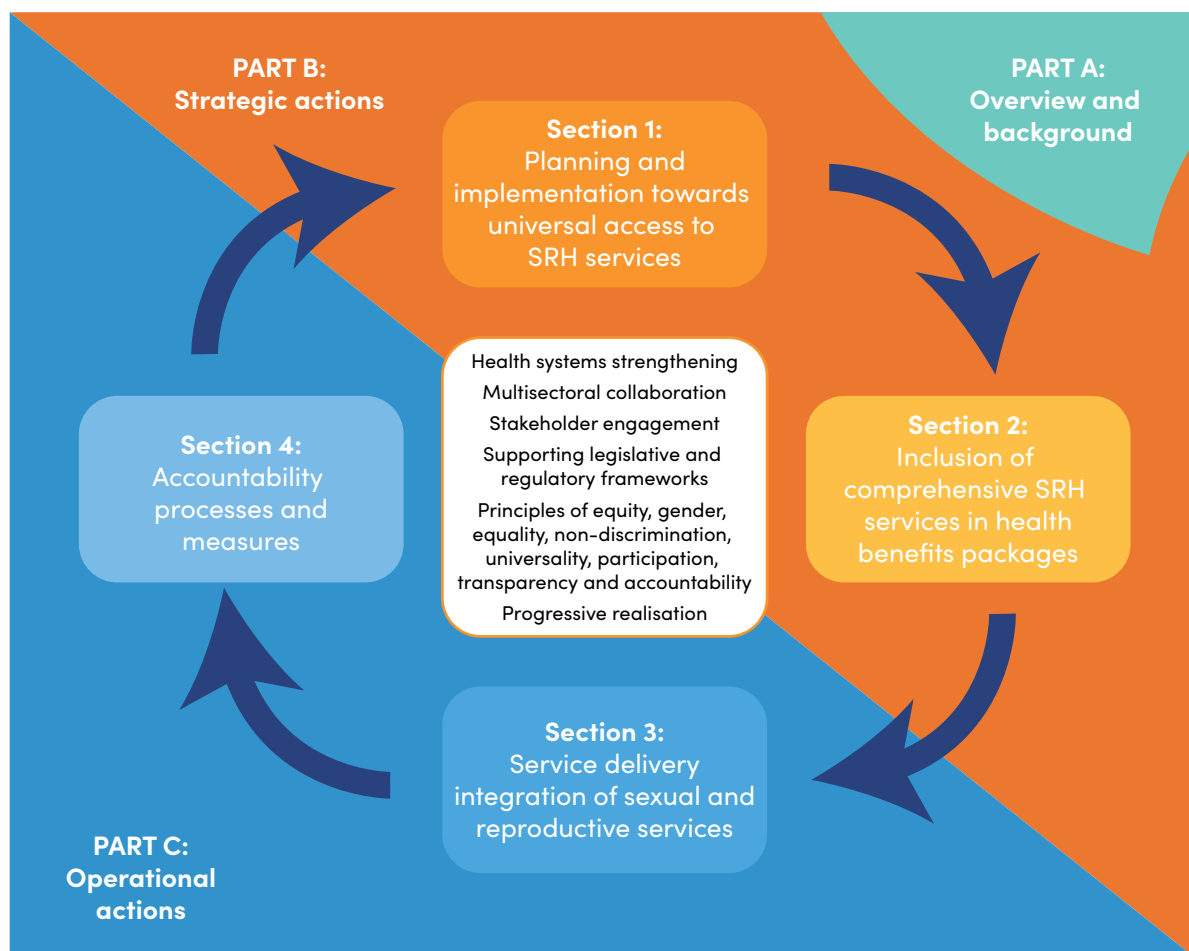 PART B:
Strategic actions
PART A:
Overview and
background
Section 1:
Planning and
implementation towards
universal access to
SRH services
Health systems strengthening
Multisectoral collaboration
Stakeholder engagement
Supporting legislative and
regulatory frameworks
Principles of equity, gender,
equality, non-discrimination,
universality, participation,
transparency and accountability
Progressive realisation
Section 2:
Inclusion of
comprehensive SRH
services in health
benefits packages
Section 3:
Service delivery
integration of sexual and
reproductive services
Section 4:
Accountability
processes and
measures
PART C:
Operational
actions